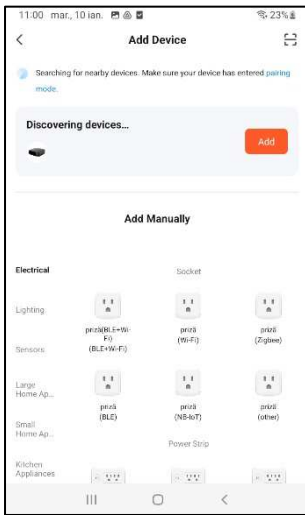 11:00 mar., 10 ian. 23%
Add Device
Searching for nearby devices. Make sure your device has entered pairing
mode.
Discovering devices...
Add
Add Manually
Electrical
Socket
Lighting
priză(BLE+Wi-
Fi)
(BLE+Wi-Fi)
priză
(Wi-Fi)
priză
(Zigbee)
Sensors
Large
Home Ap...
priză
(BLE)
priză
(NB-IoT)
priză
(other)
Small
Home Ap...
Power Strip
Kitchen
Appliances